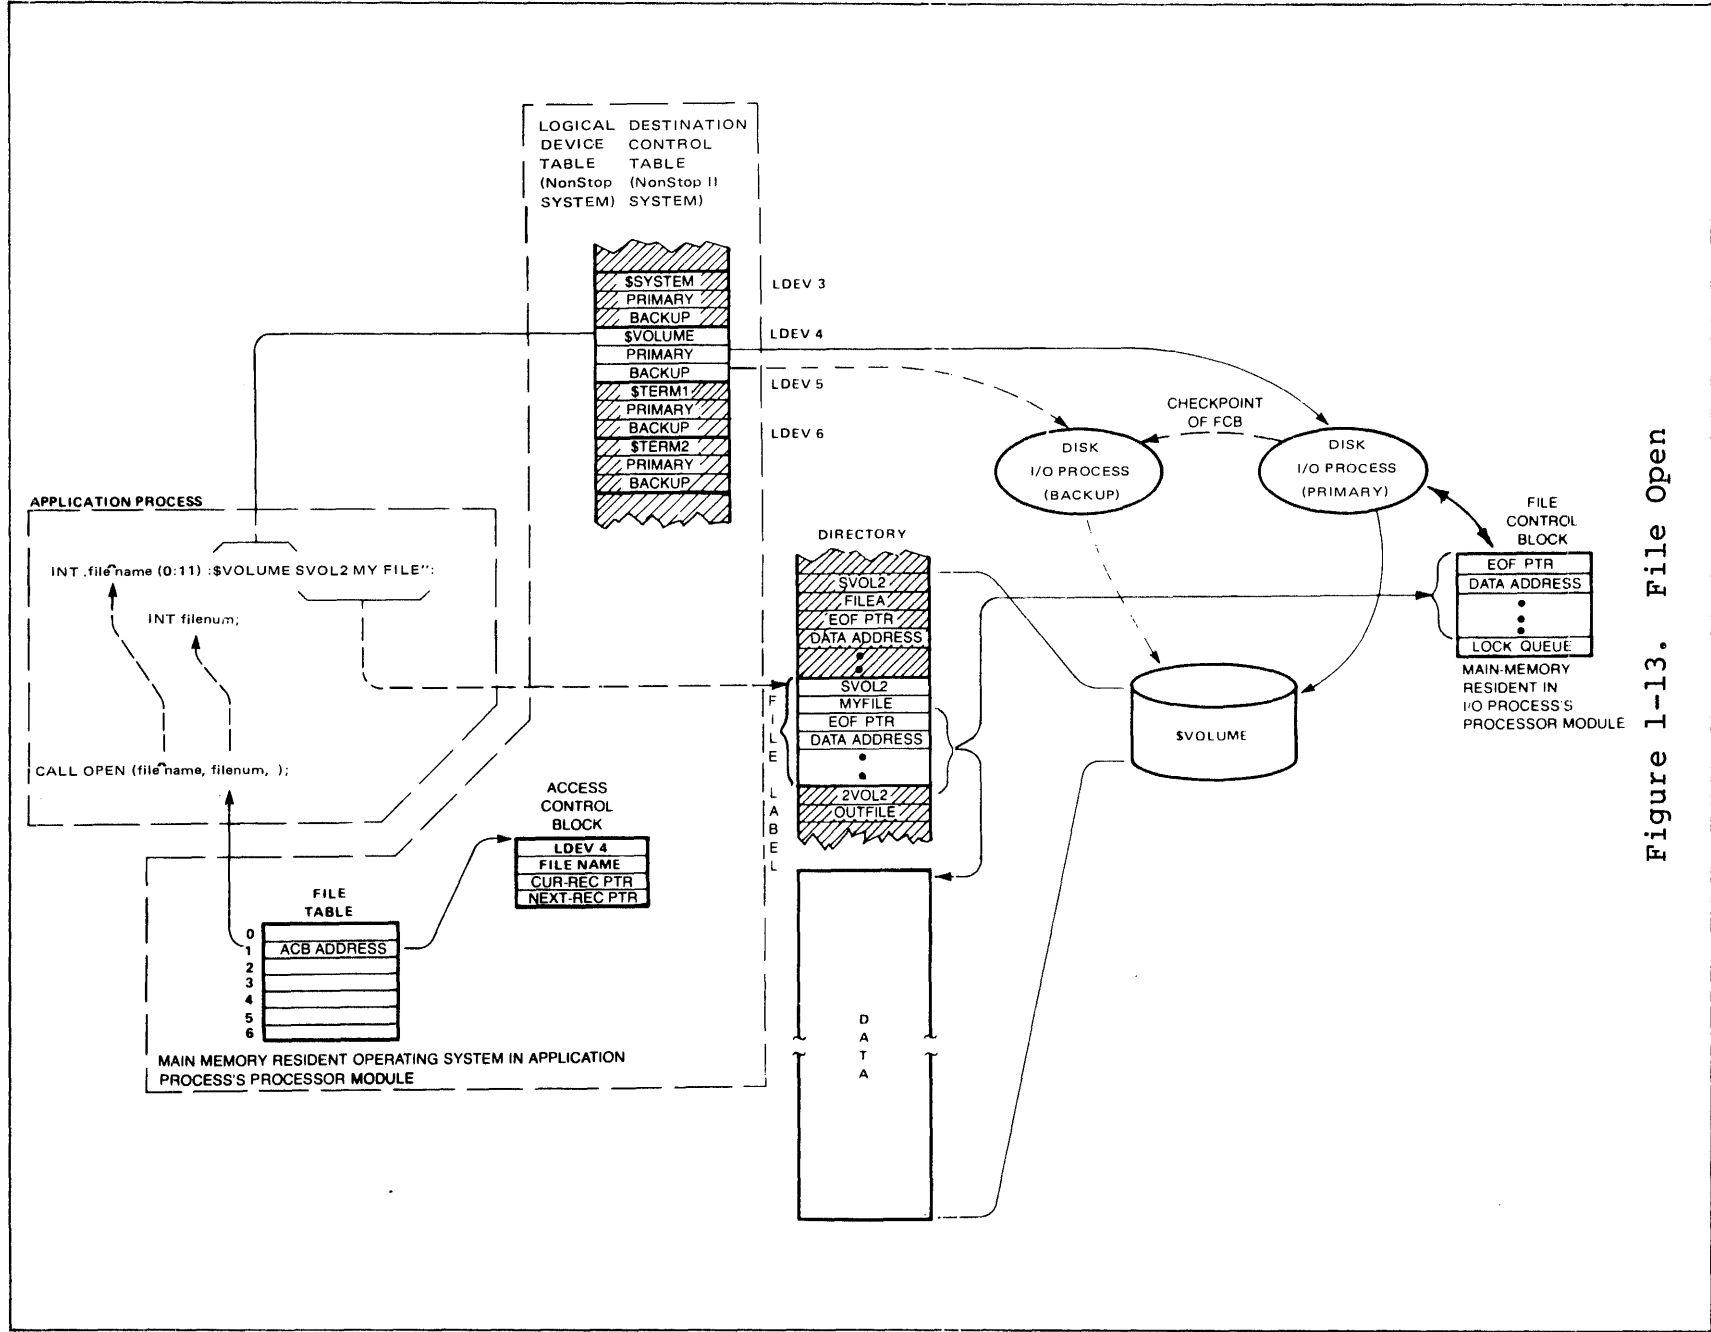 LOGICAL DESTINATION
DEVICE CONTROL
TABLE TABLE
(NonStop (NonStop II
SYSTEM) SYSTEM)
$SYSTEM
PRIMARY
BACKUP
$VOLUME
PRIMARY
BACKUP
$TERM1
PRIMARY
BACKUP
$TERM2
PRIMARY
BACKUP
LDEV 3
LDEV 4
LDEV 5
LDEV 6
CHECKPOINT
OF FCB
DISK
I/O PROCESS
(BACKUP)
DISK
I/O PROCESS
(PRIMARY)
FILE
CONTROL
BLOCK
EOF PTR
DATA ADDRESS
LOCK QUEUE
MAIN-MEMORY
RESIDENT IN
I/O PROCESS'S
PROCESSOR MODULE
APPLICATION PROCESS
INT .file^name (0:11) :$VOLUME SVOL2 MY FILE":
INT filenum;
CALL OPEN (file^name, filenum, );
DIRECTORY
SVOL2
FILEA
EOF PTR
DATA ADDRESS
SVOL2
MYFILE
EOF PTR
DATA ADDRESS
2VOL2
OUTFILE
FILE LABEL
$VOLUME
ACCESS
CONTROL
BLOCK
LDEV 4
FILE NAME
CUR-REC PTR
NEXT-REC PTR
FILE
TABLE
0
1 ACB ADDRESS
2
3
4
5
6
DATA
MAIN MEMORY RESIDENT OPERATING SYSTEM IN APPLICATION
PROCESS'S PROCESSOR MODULE
Figure 1-13. File Open